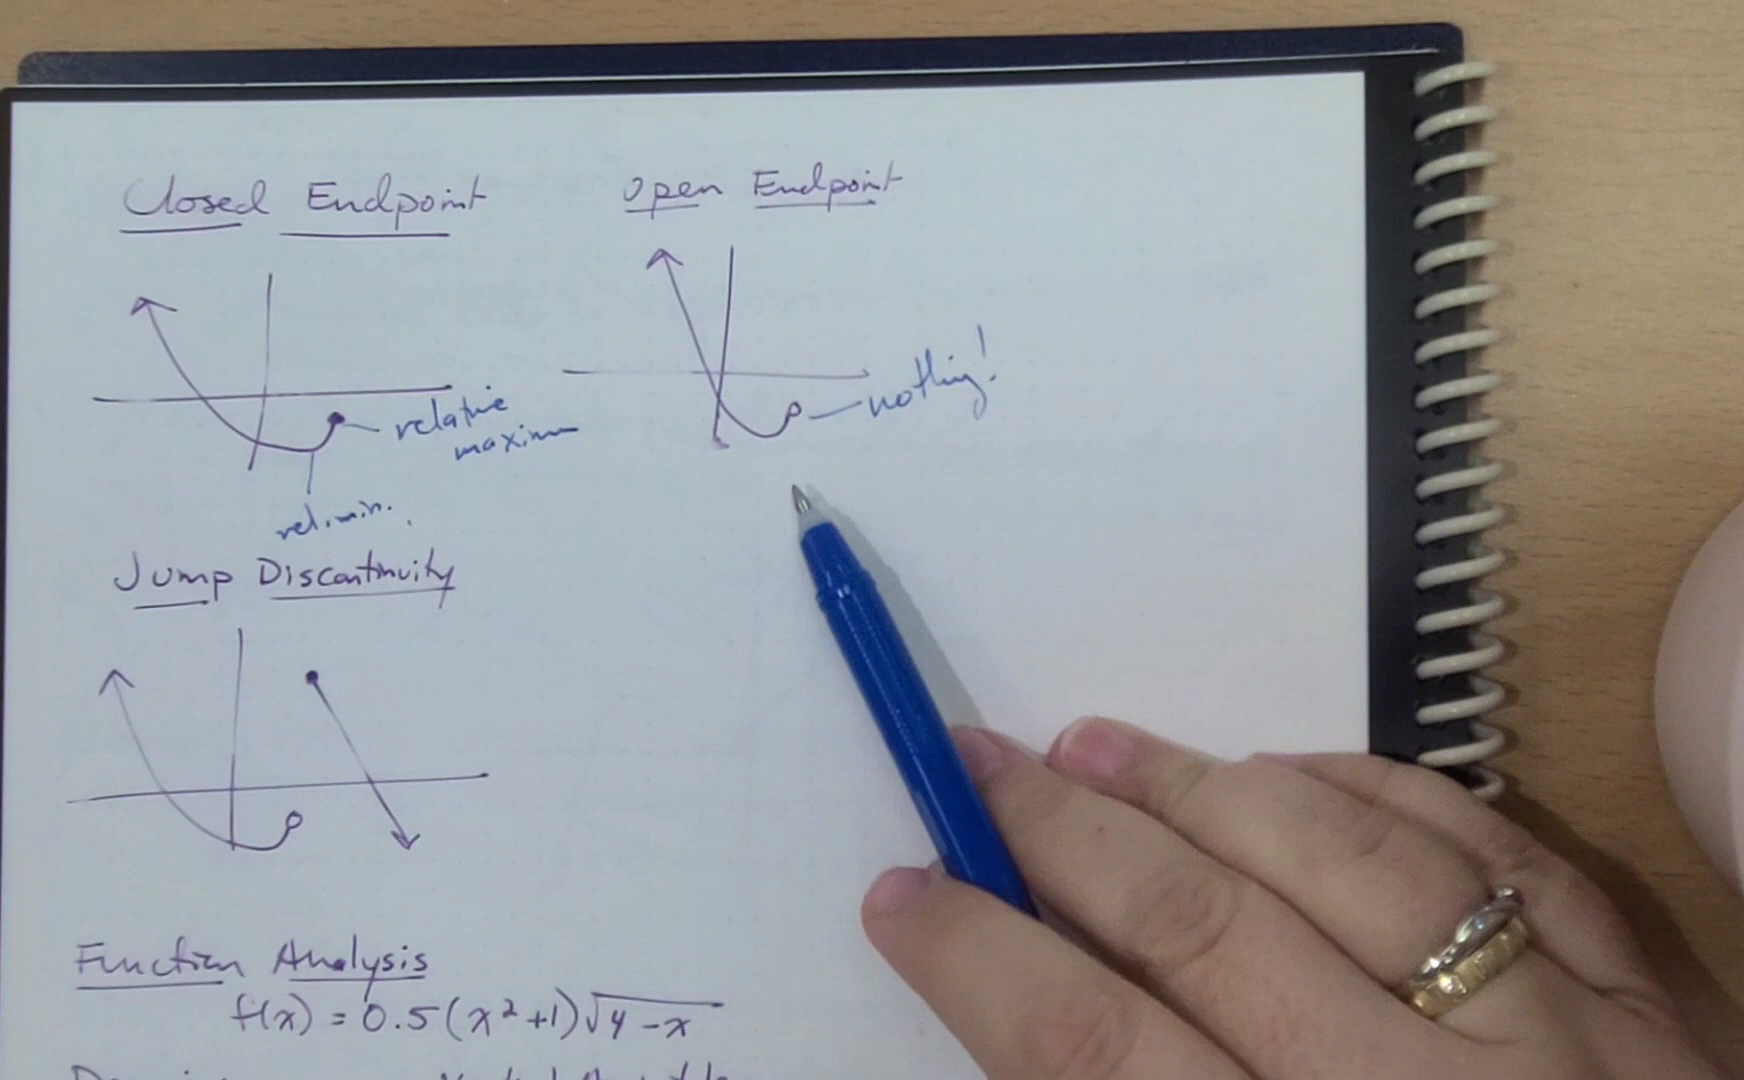 Closed Endpoint
relative
maximum
rel. min.
Open Endpoint
nothing!
Jump Discontinuity
Function Analysis
f(x) = 0.5(x²+1)√4-x